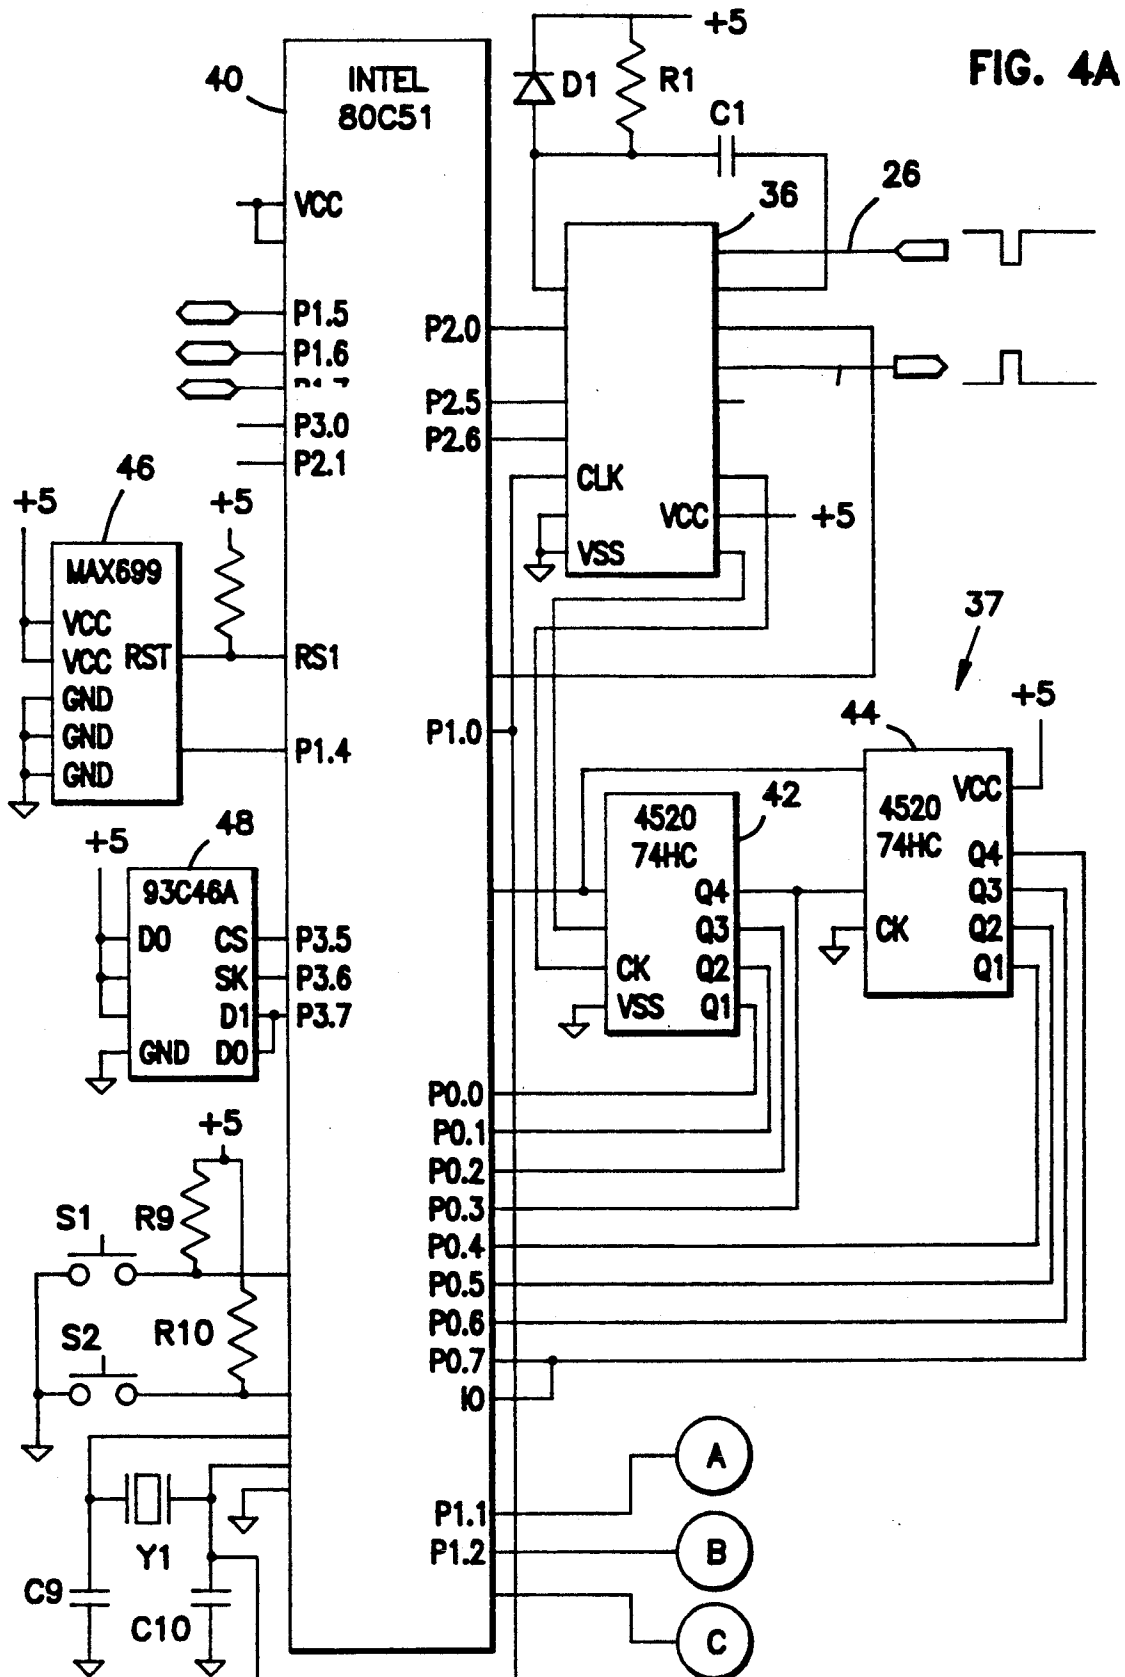 FIG. 4A
+5
40
INTEL
80C51
D1
R1
C1
36
26
VCC
P1.5
P1.6
P3.0
P2.1
P2.0
P2.5
P2.6
CLK
VCC
+5
VSS
46
+5
+5
MAX699
VCC
VCC
RST
RS1
GND
GND
GND
P1.4
P1.0
37
+5
44
VCC
4520
74HC
Q4
Q3
CK
Q2
Q1
42
4520
74HC
Q4
Q3
CK
Q2
VSS
Q1
48
+5
93C46A
DO
CS
P3.5
SK
P3.6
D1
P3.7
GND
DO
P0.0
P0.1
P0.2
P0.3
P0.4
P0.5
P0.6
P0.7
IO
+5
S1
R9
S2
R10
Y1
C9
C10
P1.1
A
P1.2
B
C